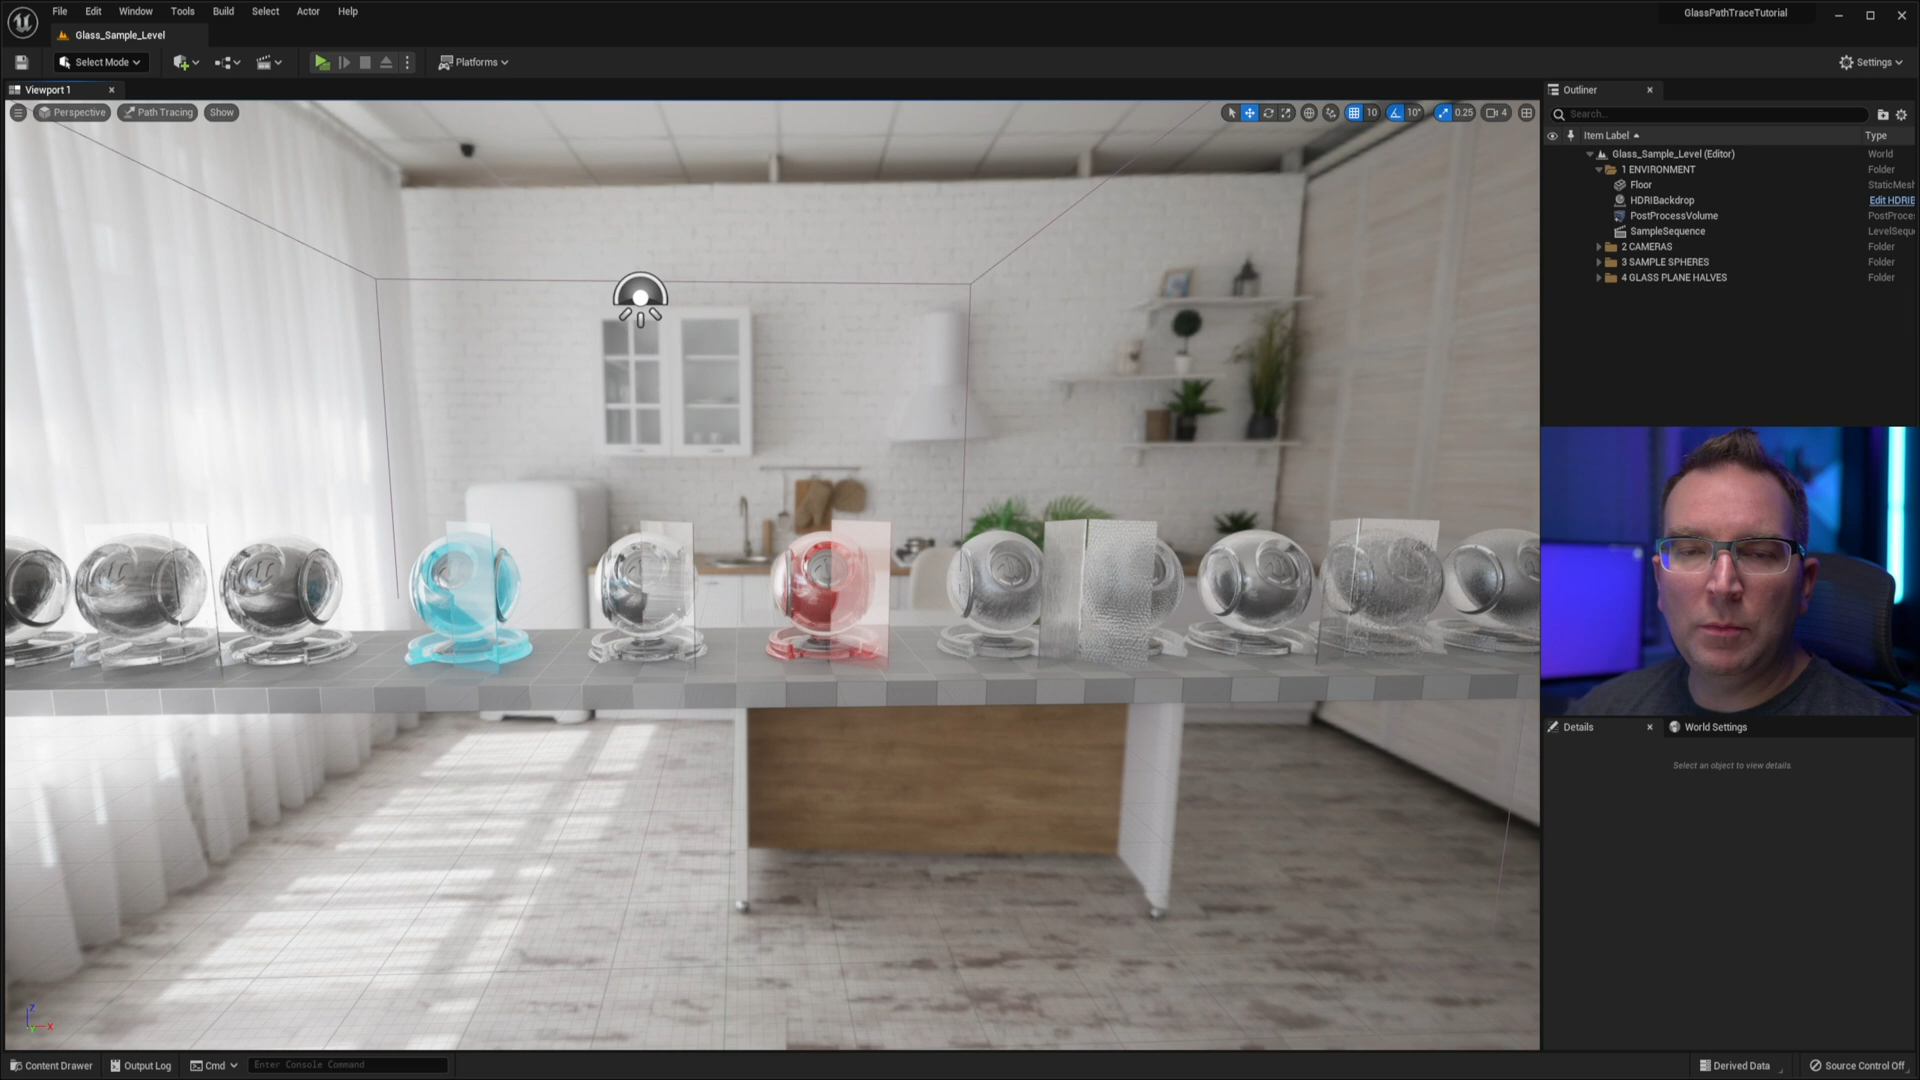 File Edit Window Tools Build Select Actor Help
GlassPathTraceTutorial
Glass_Sample_Level
Select Mode
Platforms
Settings
Viewport 1
Perspective
Path Tracing
Show
10
10°
0.25
4
Outliner
Search...
Item Label
Type
Glass_Sample_Level (Editor)
World
1 ENVIRONMENT
Folder
Floor
StaticMesh
HDRIBackdrop
Edit HDRIB
PostProcessVolume
PostProce
SampleSequence
LevelSequ
2 CAMERAS
Folder
3 SAMPLE SPHERES
Folder
4 GLASS PLANE HALVES
Folder
Details
World Settings
Select an object to view details.
Z
Y
X
Content Drawer
Output Log
Cmd
Enter Console Command
Derived Data
Source Control Off